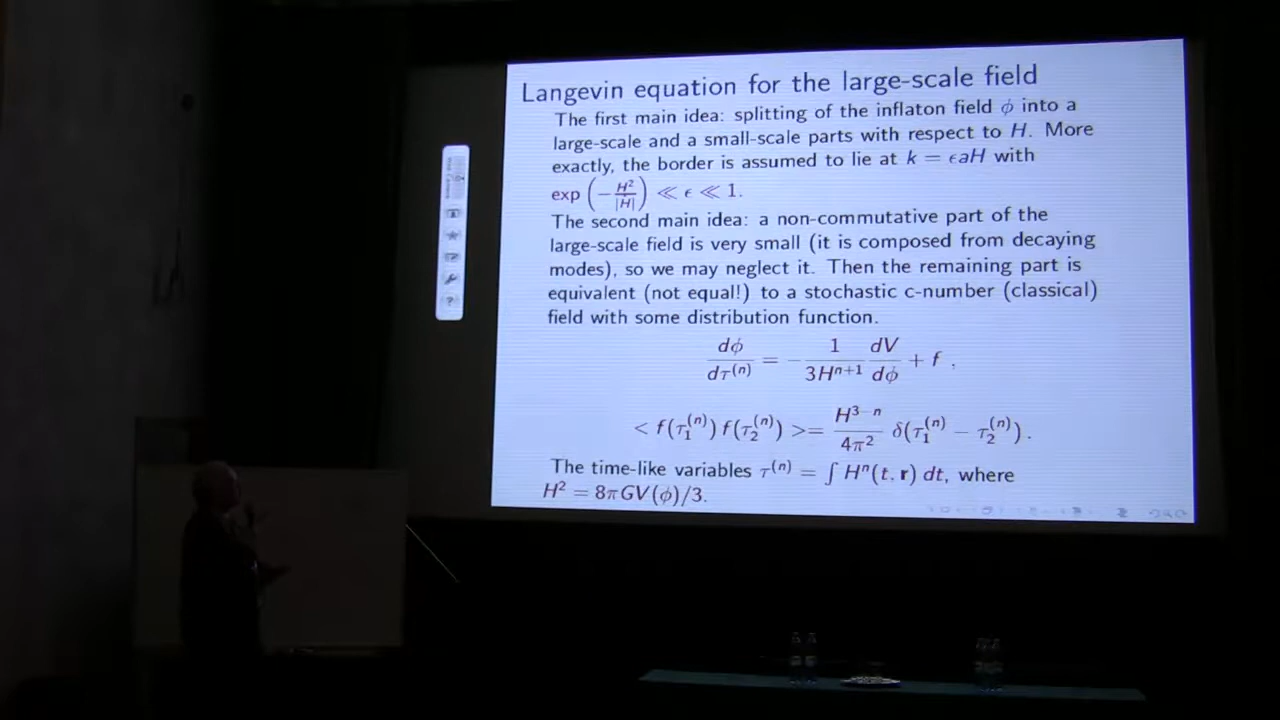 Langevin equation for the large-scale field
The first main idea: splitting of the inflaton field ϕ into a
large-scale and a small-scale parts with respect to H. More
exactly, the border is assumed to lie at k = ϵaH with
exp (−H²/|Ḣ|) ≪ ϵ ≪ 1.
The second main idea: a non-commutative part of the
large-scale field is very small (it is composed from decaying
modes), so we may neglect it. Then the remaining part is
equivalent (not equal!) to a stochastic c-number (classical)
field with some distribution function.
dϕ/dτ⁽ⁿ⁾ = −1/3Hⁿ⁺¹ dV/dϕ + f ,
< f(τ₁⁽ⁿ⁾) f(τ₂⁽ⁿ⁾) >= H³⁻ⁿ/4π² δ(τ₁⁽ⁿ⁾ − τ₂⁽ⁿ⁾) .
The time-like variables τ⁽ⁿ⁾ = ∫ Hⁿ(t, r) dt, where
H² = 8πGV(ϕ)/3.
?